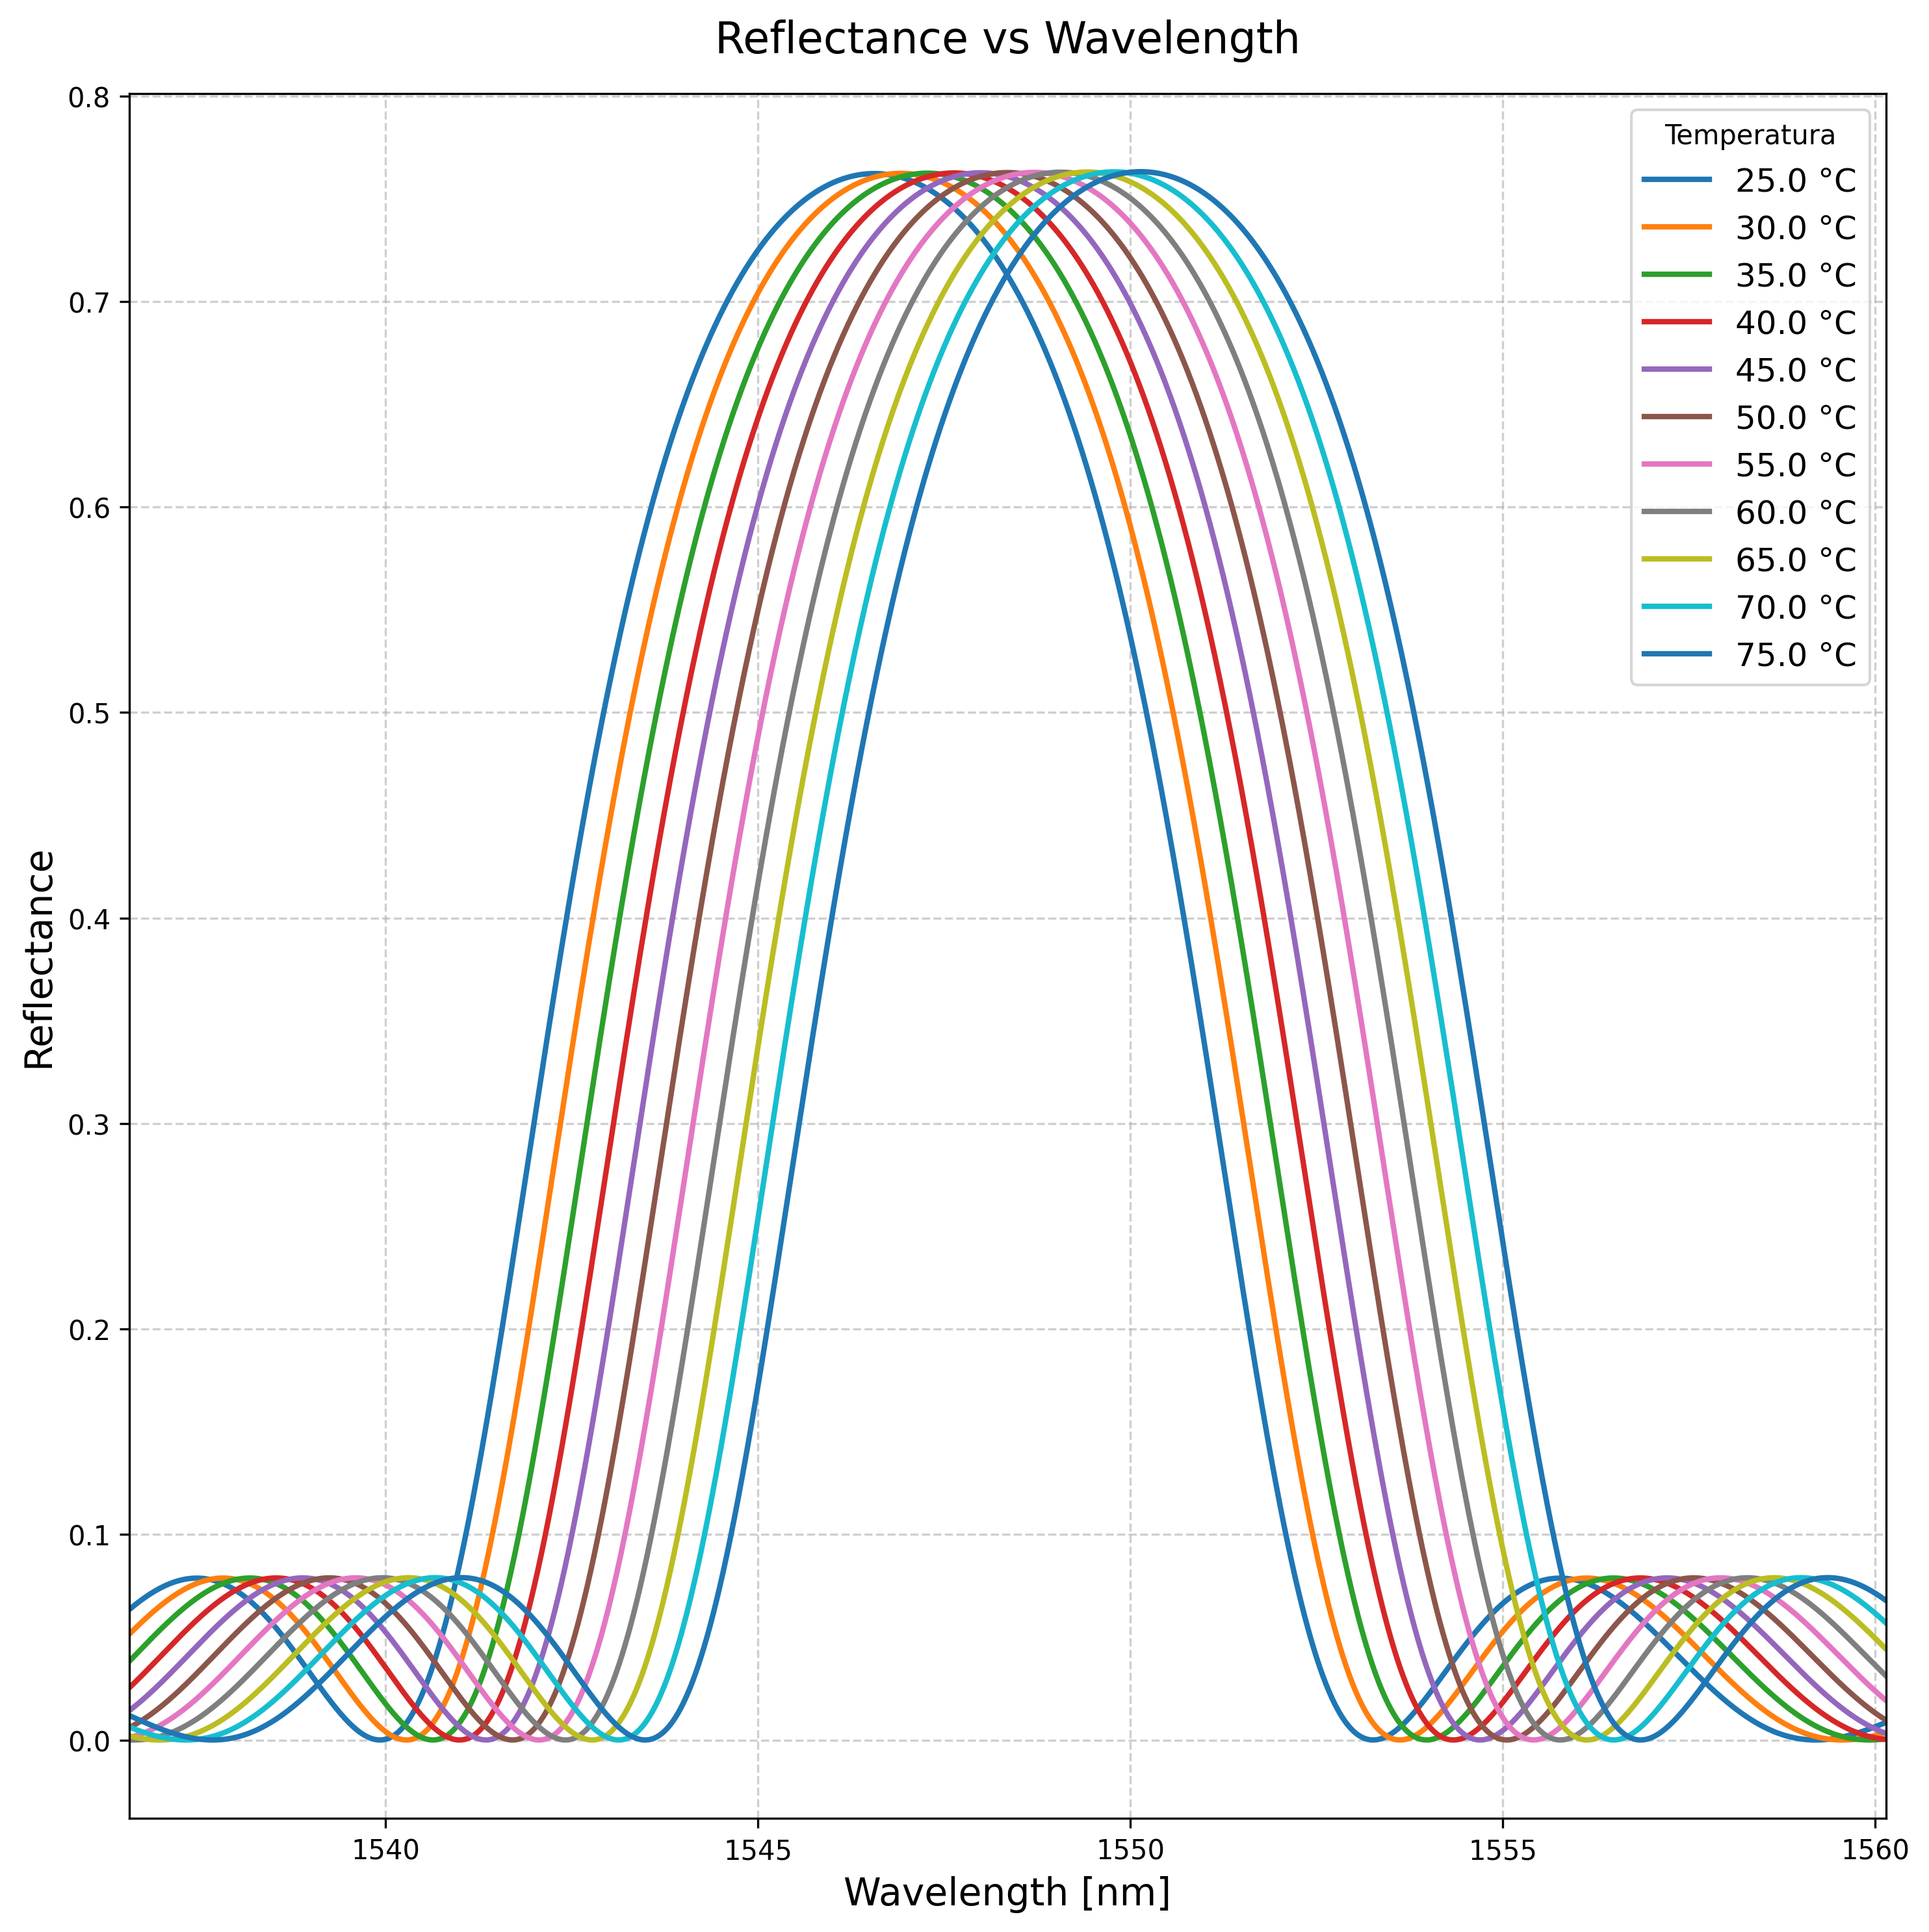 Reflectance vs Wavelength
0.8
0.7
0.6
0.5
0.4
0.3
0.2
0.1
0.0
Reflectance
1540
1545
1550
1555
1560
Wavelength [nm]
Temperatura
25.0 °C
30.0 °C
35.0 °C
40.0 °C
45.0 °C
50.0 °C
55.0 °C
60.0 °C
65.0 °C
70.0 °C
75.0 °C